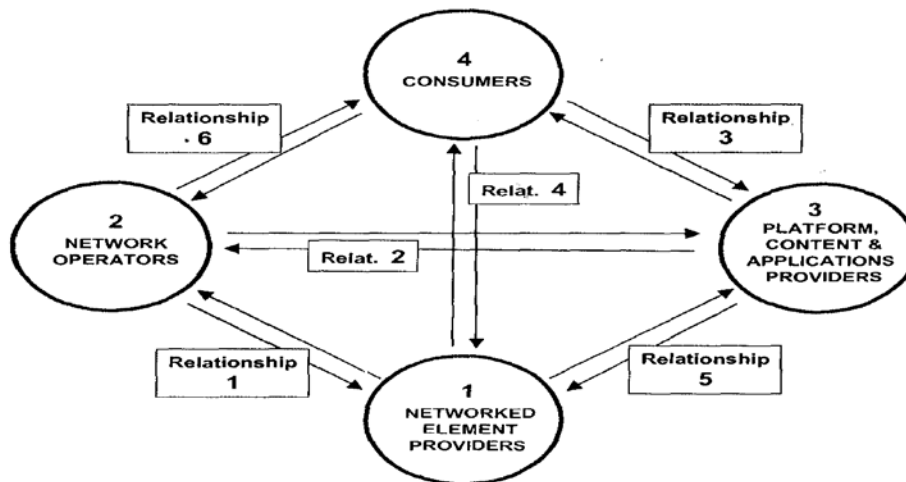 4
CONSUMERS
Relationship
6
Relationship
3
Relat. 4
2
NETWORK
OPERATORS
3
PLATFORM,
CONTENT &
APPLICATIONS
PROVIDERS
Relat. 2
Relationship
1
Relationship
5
1
NETWORKED
ELEMENT
PROVIDERS